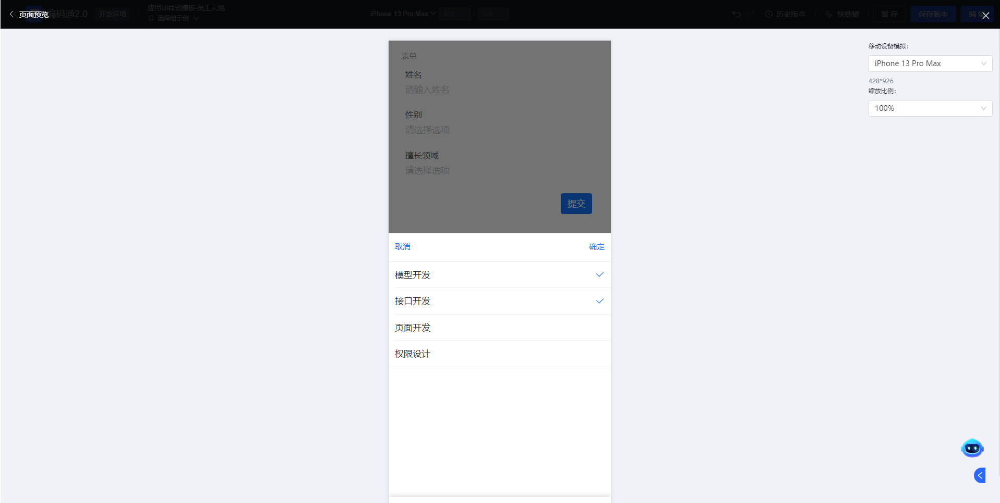 页面预览
编码通2.0
开发环境
应用UI样式模板-员工天地
选择组示例
iPhone 13 Pro Max
428 × 926
历史版本
快捷键
暂 存
保存版本
移动设备模拟：
iPhone 13 Pro Max
428*926
缩放比例：
100%
表单
姓名
请输入姓名
性别
请选择选项
擅长领域
请选择选项
提交
取消
确定
模型开发
接口开发
页面开发
权限设计